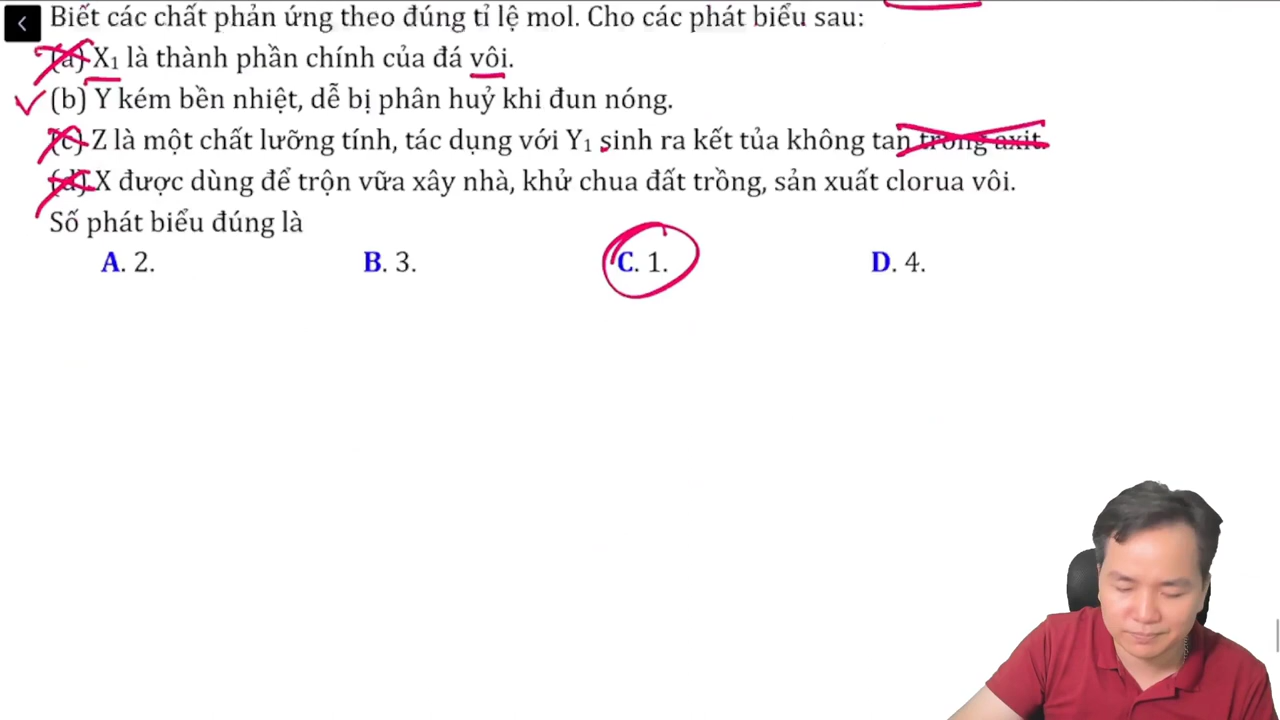 Biết các chất phản ứng theo đúng tỉ lệ mol. Cho các phát biểu sau:
(a) X₁ là thành phần chính của đá vôi.
(b) Y kém bền nhiệt, dễ bị phân huỷ khi đun nóng.
(c) Z là một chất lưỡng tính, tác dụng với Y₁ sinh ra kết tủa không tan trong axit.
(d) X được dùng để trộn vữa xây nhà, khử chua đất trồng, sản xuất clorua vôi.
Số phát biểu đúng là
A. 2. B. 3. C. 1. D. 4.